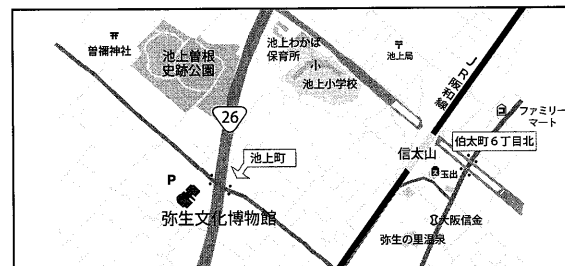 曽禰神社
池上曽根
史跡公園
池上わかば
保育所
小
池上小学校
〒
池上局
JR阪和線
ファミリー
マート
26
池上町
信太山
伯太町6丁目北
玉出
P
弥生文化博物館
大阪信金
弥生の里温泉